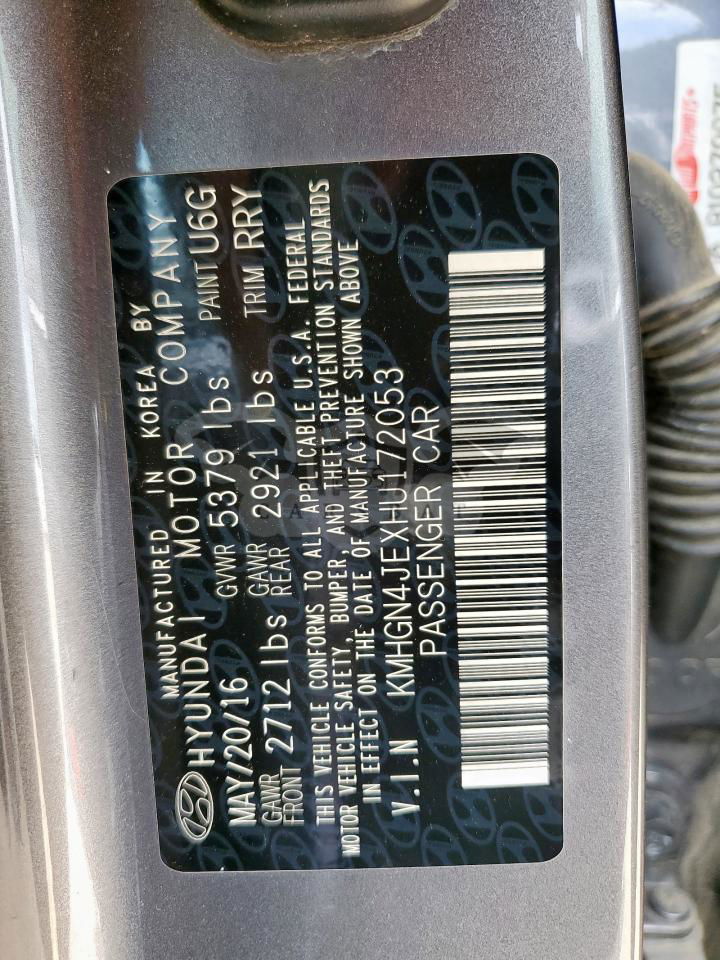 MANUFACTURED IN KOREA BY
HYUNDAI MOTOR COMPANY
MAY/20/16 GVWR 5379 lbs PAINT U6G
GAWR FRONT 2712 lbs GAWR REAR 2921 lbs TRIM RRY
THIS VEHICLE CONFORMS TO ALL APPLICABLE U.S.A. FEDERAL
MOTOR VEHICLE SAFETY, BUMPER, AND THEFT PREVENTION STANDARDS
IN EFFECT ON THE DATE OF MANUFACTURE SHOWN ABOVE
V.I.N KMHGN4JEXHU172053
PASSENGER CAR